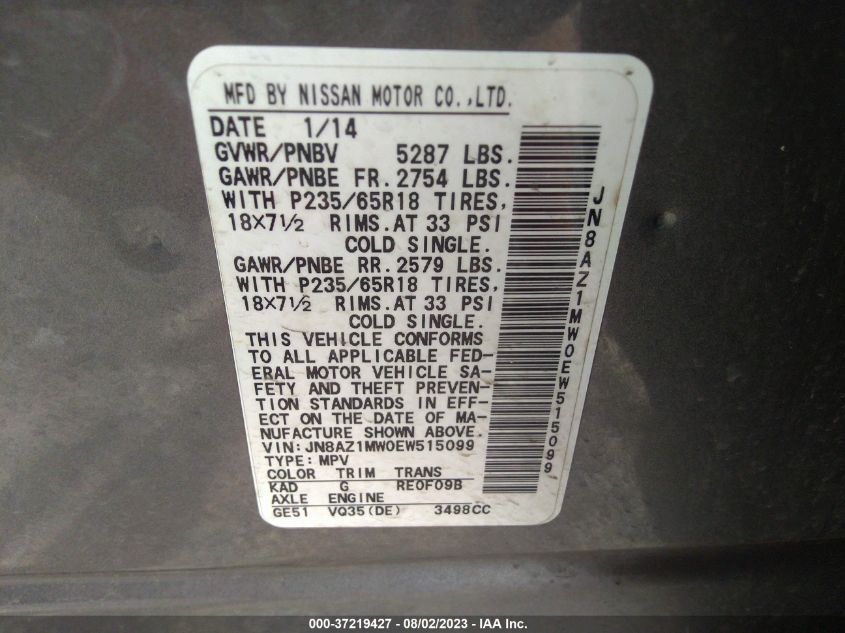 MFD BY NISSAN MOTOR CO.,LTD.
DATE 1/14
GVWR/PNBV 5287 LBS.
GAWR/PNBE FR. 2754 LBS.
WITH P235/65R18 TIRES,
18X7½ RIMS.AT 33 PSI
COLD SINGLE.
GAWR/PNBE RR. 2579 LBS.
WITH P235/65R18 TIRES,
18X7½ RIMS.AT 33 PSI
COLD SINGLE.
THIS VEHICLE CONFORMS
TO ALL APPLICABLE FED-
ERAL MOTOR VEHICLE SA-
FETY AND THEFT PREVEN-
TION STANDARDS IN EFF-
ECT ON THE DATE OF MA-
NUFACTURE SHOWN ABOVE.
VIN:JN8AZ1MW0EW515099
TYPE: MPV
COLOR TRIM TRANS
KAD G RE0F09B
AXLE ENGINE
GE51 VQ35(DE) 3498CC
JN8AZ1MW0EW515099
000-37219427 - 08/02/2023 - IAA Inc.